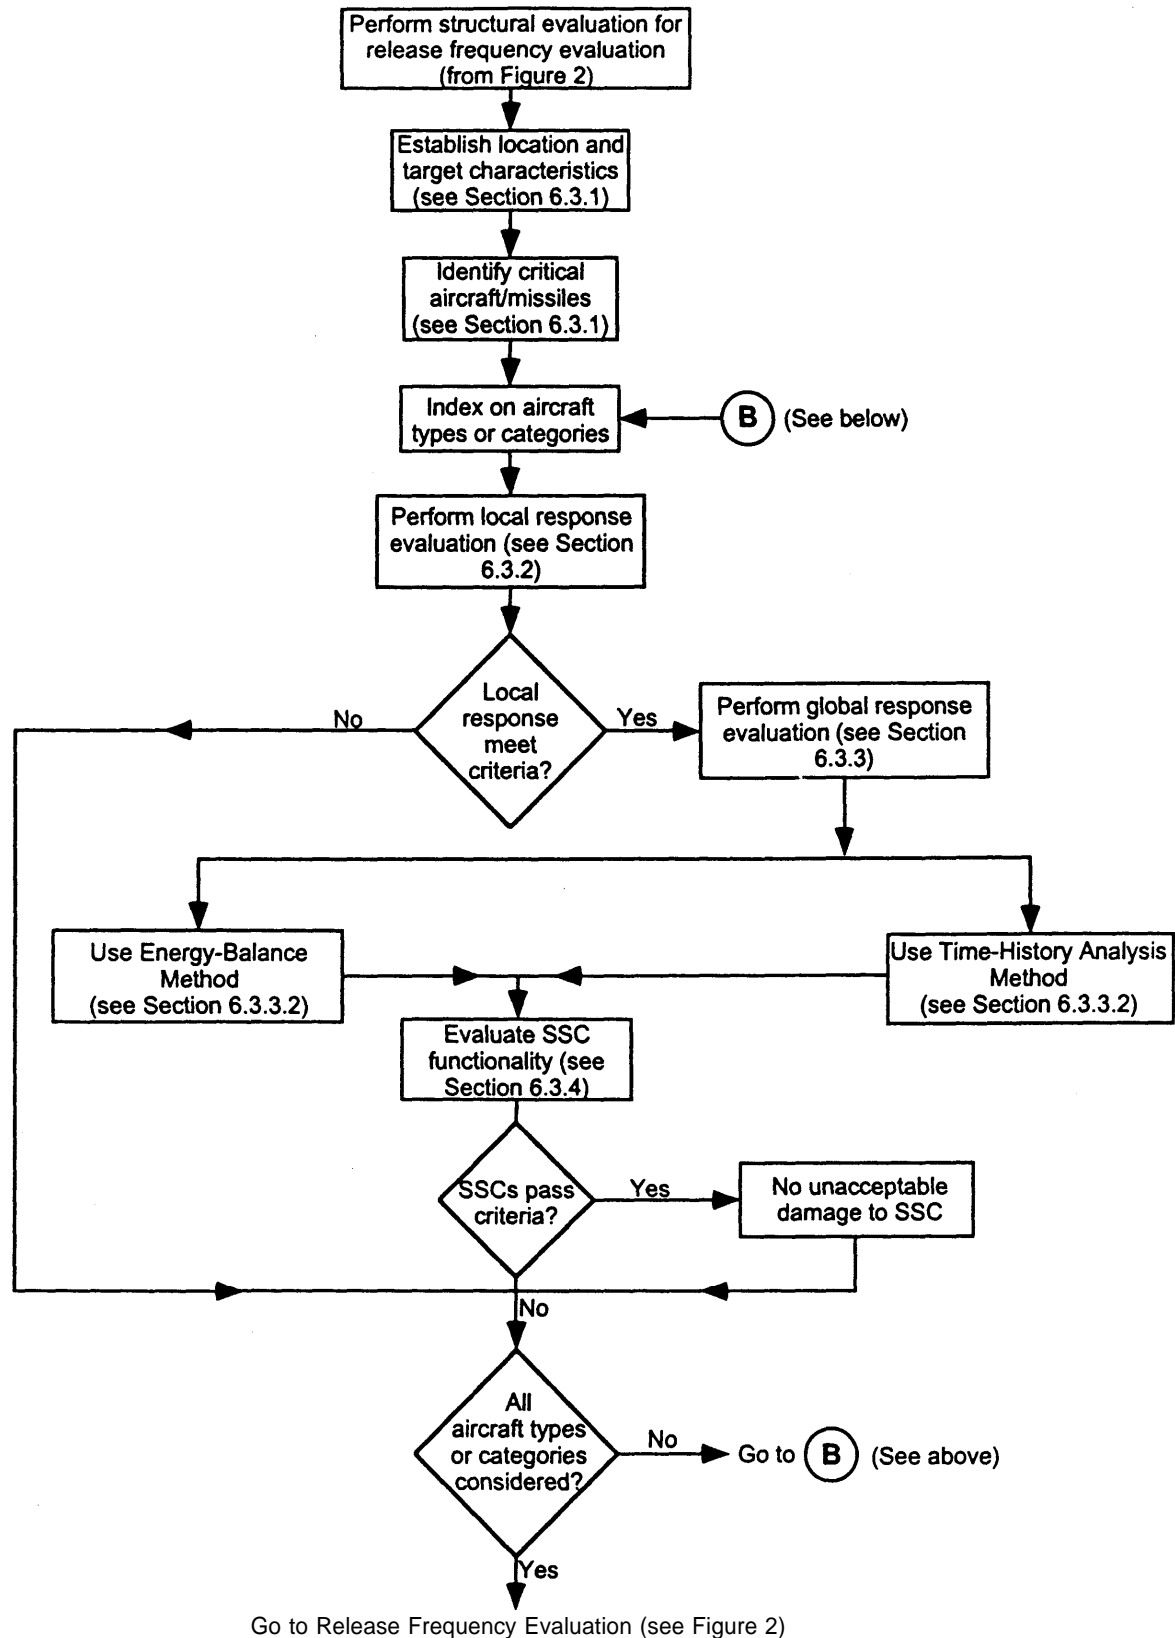 Perform structural evaluation for
release frequency evaluation
(from Figure 2)
Establish location and
target characteristics
(see Section 6.3.1)
Identify critical
aircraft/missiles
(see Section 6.3.1)
Index on aircraft
types or categories
B (See below)
Perform local response
evaluation (see Section
6.3.2)
Local
response
meet
criteria?
No
Yes
Perform global response
evaluation (see Section
6.3.3)
Use Energy-Balance
Method
(see Section 6.3.3.2)
Use Time-History Analysis
Method
(see Section 6.3.3.2)
Evaluate SSC
functionality (see
Section 6.3.4)
SSCs pass
criteria?
Yes
No unacceptable
damage to SSC
No
All
aircraft types
or categories
considered?
No
Go to B (See above)
Yes
Go to Release Frequency Evaluation (see Figure 2)